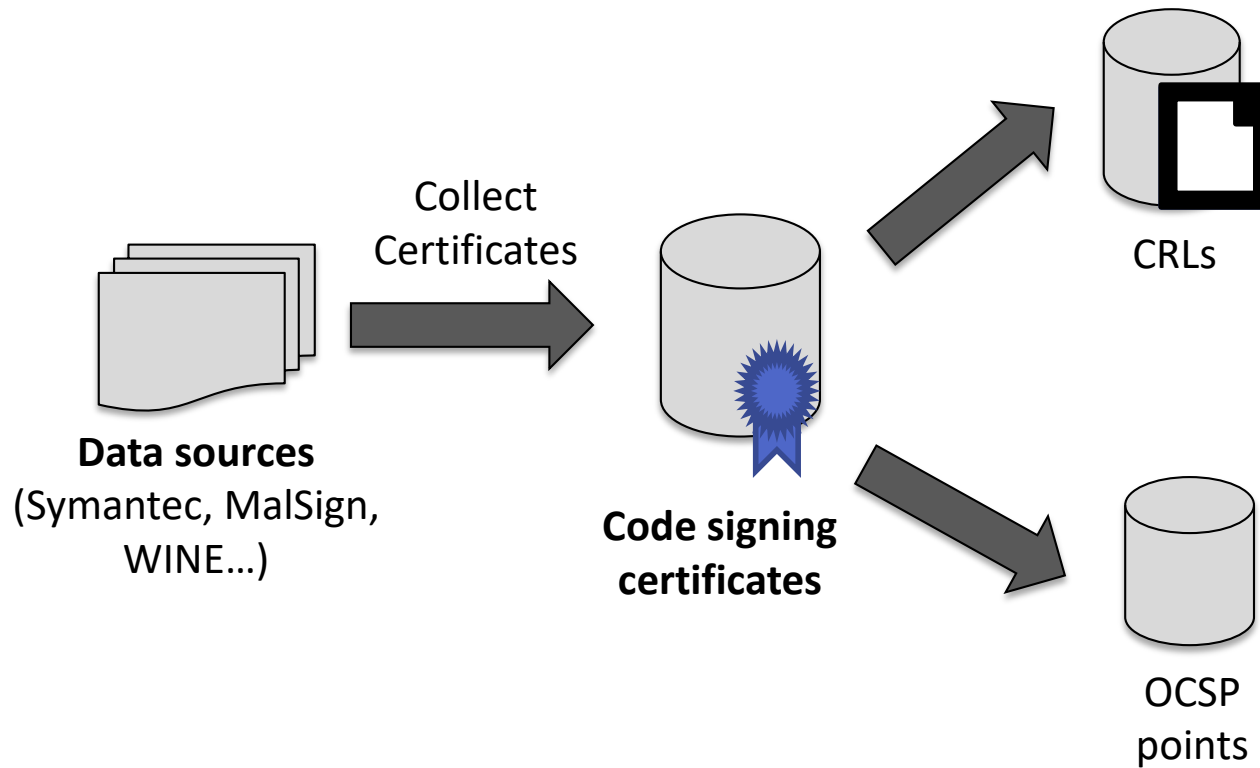 Collect
Certificates
Data sources
(Symantec, MalSign,
WINE…)
Code signing
certificates
CRLs
OCSP
points